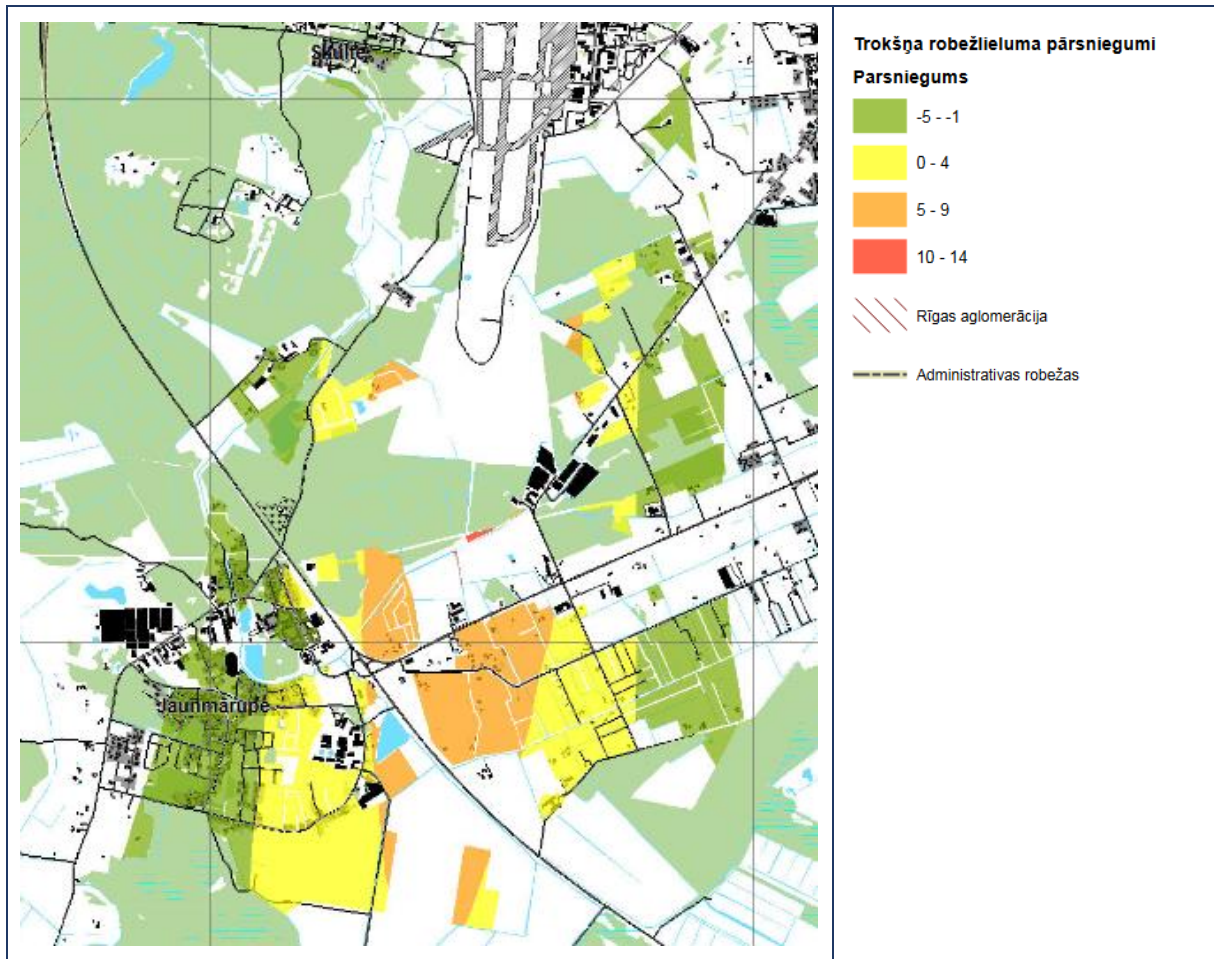 Skulte
Jaunmārupe
Trokšņa robežlieluma pārsniegumi
Parsniegums
-5 - -1
0 - 4
5 - 9
10 - 14
Rīgas aglomerācija
Administrativas robežas